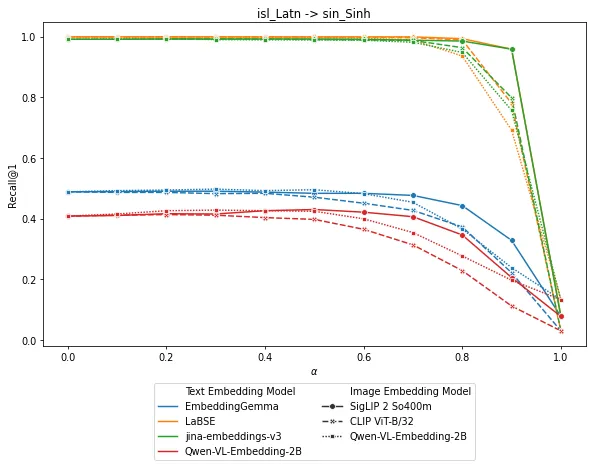 isl_Latn -> sin_Sinh
Recall@1
1.0
0.8
0.6
0.4
0.2
0.0
0.0 0.2 0.4 0.6 0.8 1.0
α
Text Embedding Model
EmbeddingGemma
LaBSE
jina-embeddings-v3
Qwen-VL-Embedding-2B
Image Embedding Model
SigLIP 2 So400m
CLIP ViT-B/32
Qwen-VL-Embedding-2B